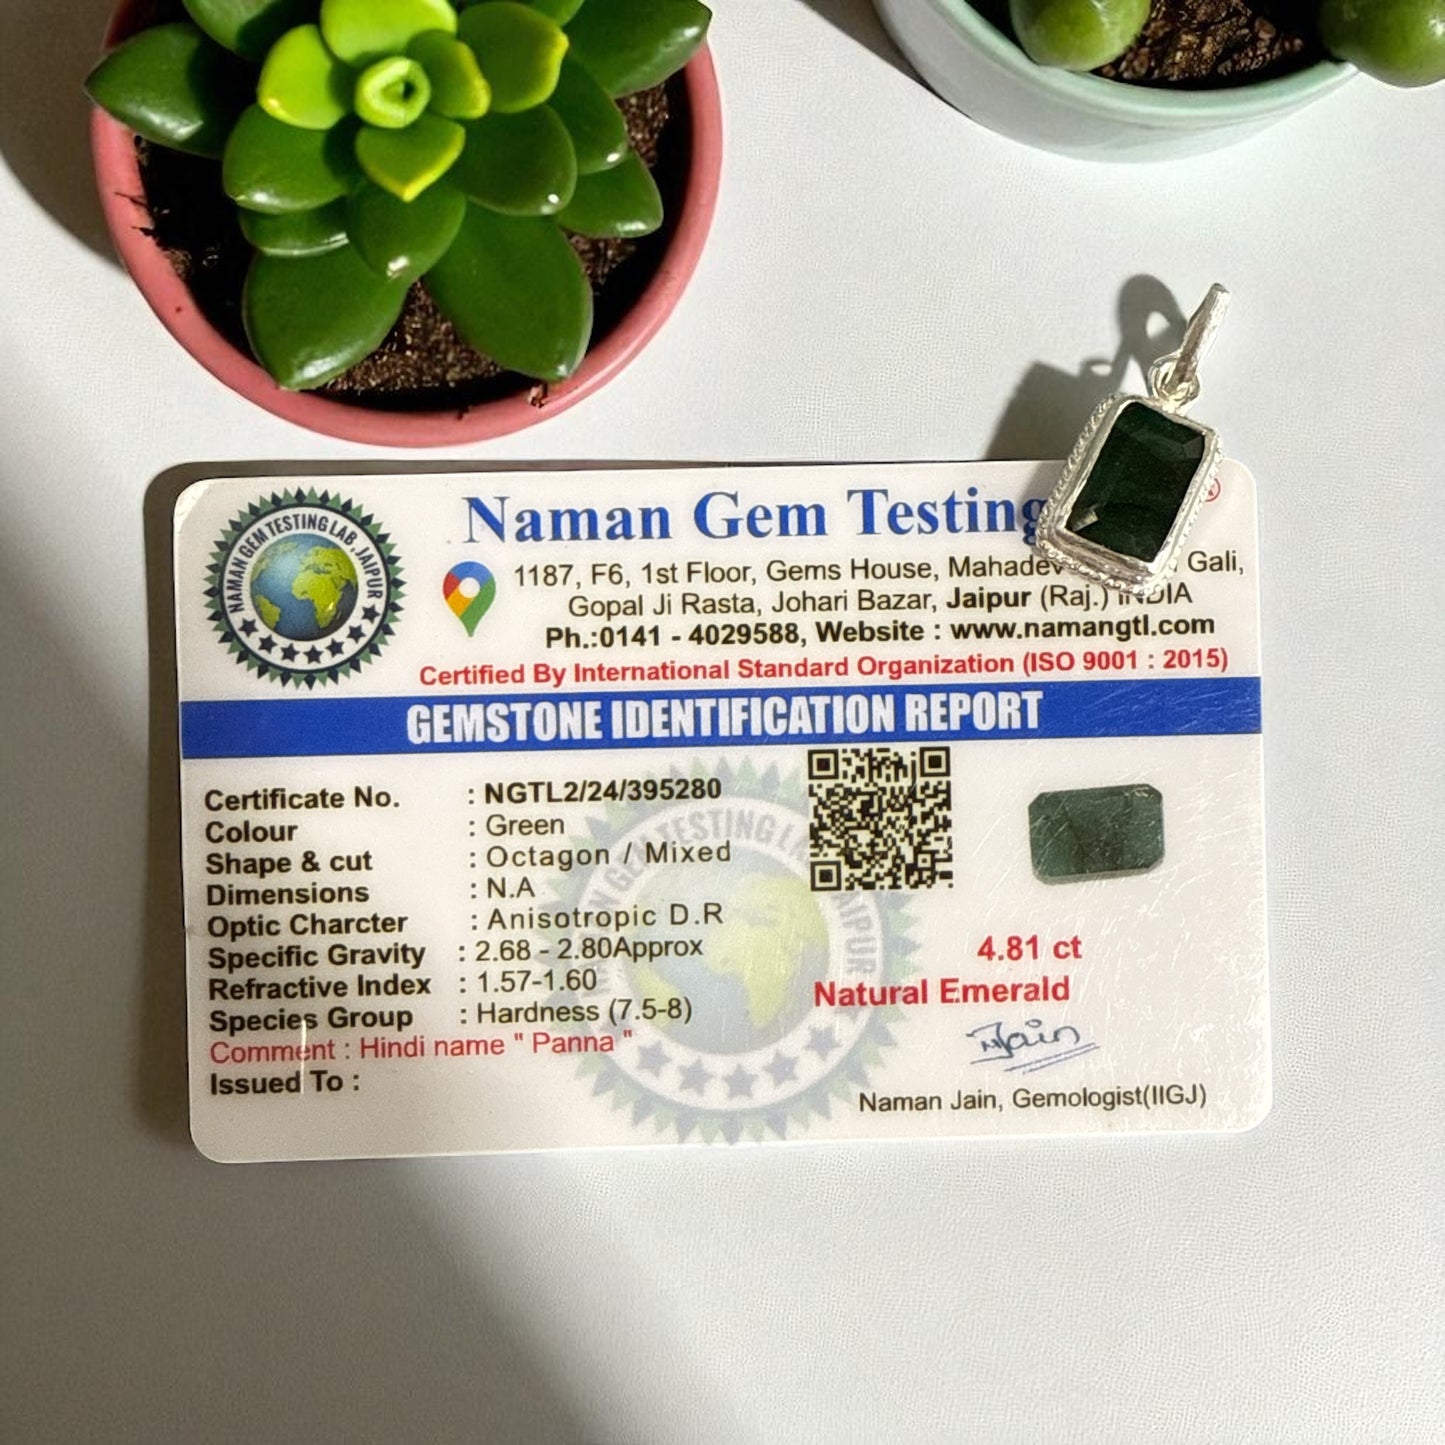 NAMAN GEM TESTING LAB, JAIPUR
Naman Gem Testing
1187, F6, 1st Floor, Gems House, Gali,
Gopal Ji Rasta, Johari Bazar, Jaipur (Raj.) INDIA
Ph.:0141 - 4029588, Website : www.namangtl.com
Certified By International Standard Organization (ISO 9001 : 2015)
GEMSTONE IDENTIFICATION REPORT
Certificate No. : NGTL2/24/395280
Colour : Green
Shape & cut : Octagon / Mixed
Dimensions : N.A
Optic Charcter : Anisotropic D.R
Specific Gravity : 2.68 - 2.80Approx
Refractive Index : 1.57-1.60
Species Group : Hardness (7.5-8)
Comment : Hindi name " Panna "
Issued To :
4.81 ct
Natural Emerald
NJain
Naman Jain, Gemologist(IIGJ)